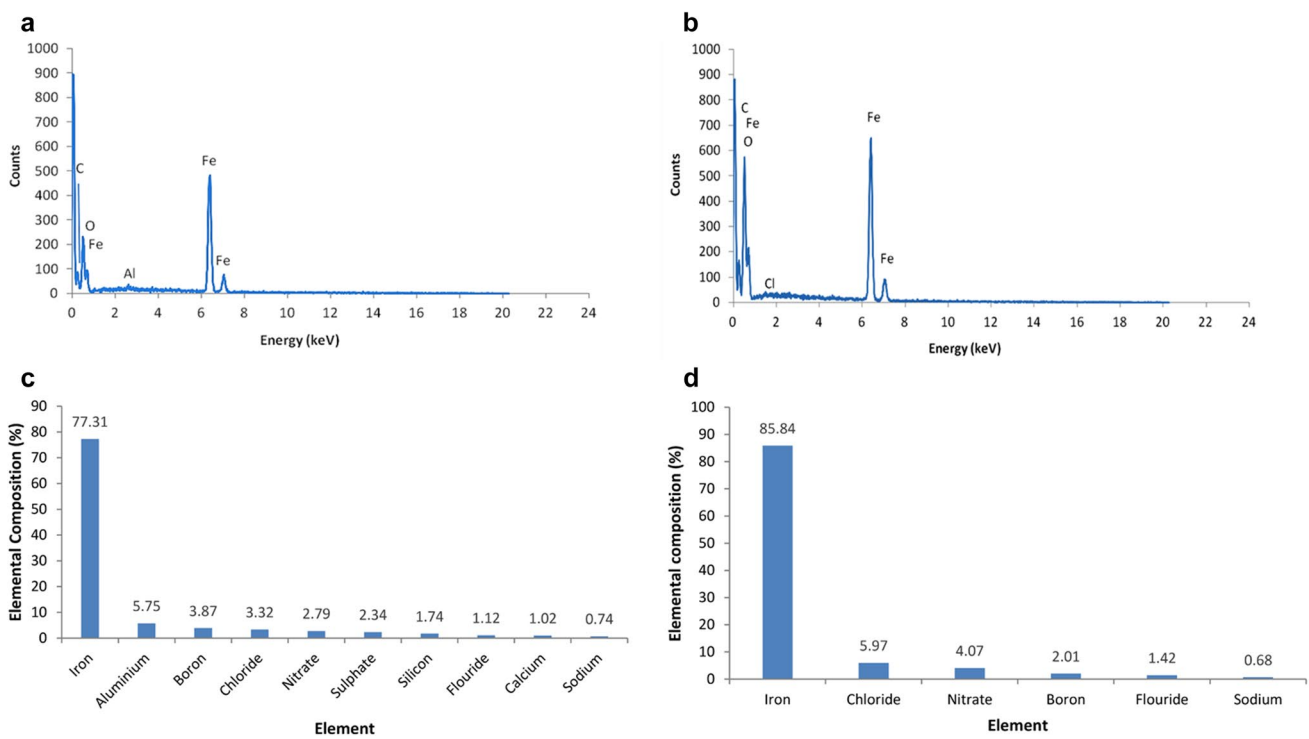 a
1000
900
800
700
600
500
400
300
200
100
0
Counts
C
O
Fe
Al
Fe
Fe
0 2 4 6 8 10 12 14 16 18 20 22 24
Energy (keV)
b
1000
900
800
700
600
500
400
300
200
100
0
Counts
C
Fe
O
Cl
Fe
Fe
0 2 4 6 8 10 12 14 16 18 20 22 24
Energy (keV)
c
90
80
70
60
50
40
30
20
10
0
Elemental Composition (%)
77.31 5.75 3.87 3.32 2.79 2.34 1.74 1.12 1.02 0.74
Iron Aluminium Boron Chloride Nitrate Sulphate Silicon Flouride Calcium Sodium
Element
d
100
90
80
70
60
50
40
30
20
10
0
Elemental composition (%)
85.84 5.97 4.07 2.01 1.42 0.68
Iron Chloride Nitrate Boron Flouride Sodium
Element